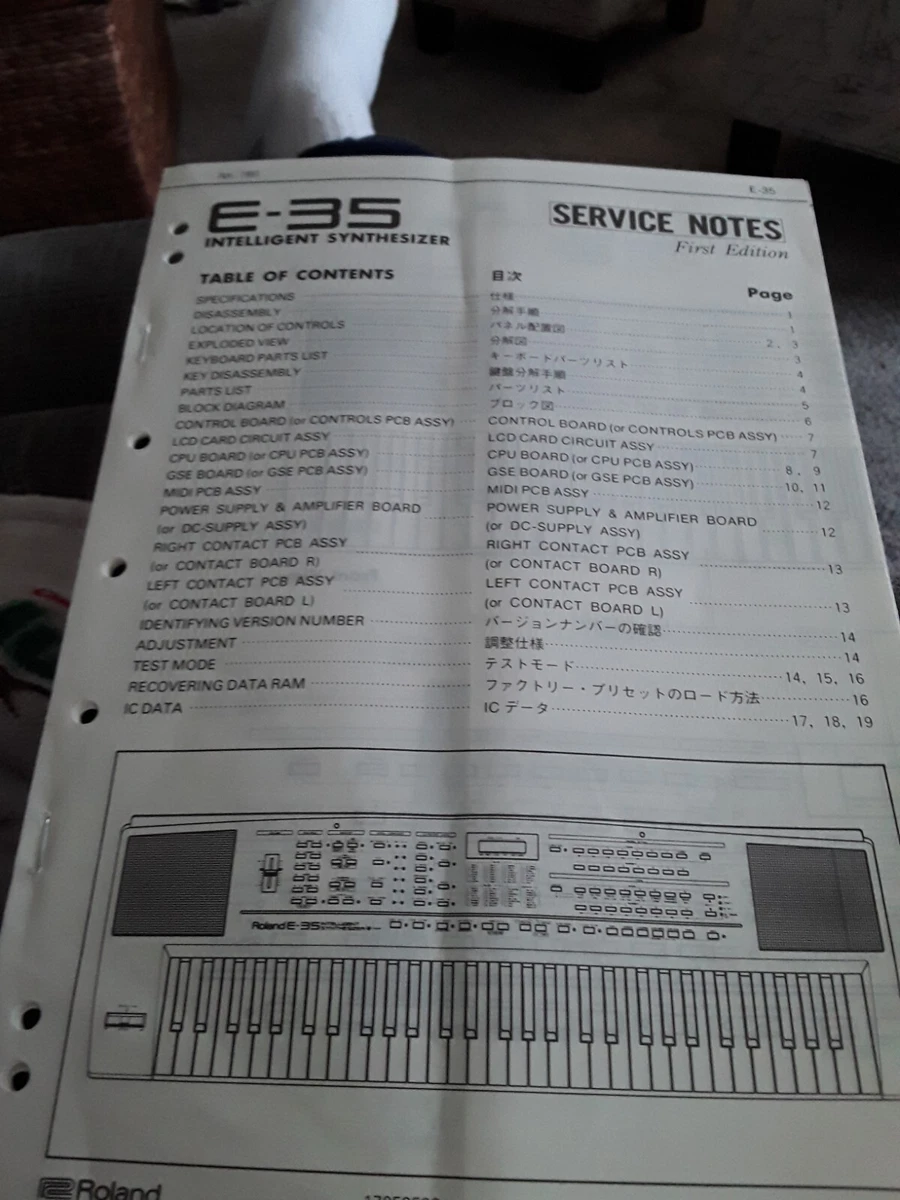 E-35
E-35
INTELLIGENT SYNTHESIZER
SERVICE NOTES
First Edition
TABLE OF CONTENTS 目次 Page
SPECIFICATIONS 仕様 1
DISASSEMBLY 分解手順 1
LOCATION OF CONTROLS パネル配置図 2, 3
EXPLODED VIEW 分解図 3
KEYBOARD PARTS LIST キーボードパーツリスト 4
KEY DISASSEMBLY 鍵盤分解手順 4
PARTS LIST パーツリスト 5
BLOCK DIAGRAM ブロック図 6
CONTROL BOARD (or CONTROLS PCB ASSY) CONTROL BOARD (or CONTROLS PCB ASSY) 7
LCD CARD CIRCUIT ASSY LCD CARD CIRCUIT ASSY 7
CPU BOARD (or CPU PCB ASSY) CPU BOARD (or CPU PCB ASSY) 8, 9
GSE BOARD (or GSE PCB ASSY) GSE BOARD (or GSE PCB ASSY) 10, 11
MIDI PCB ASSY MIDI PCB ASSY 12
POWER SUPPLY & AMPLIFIER BOARD POWER SUPPLY & AMPLIFIER BOARD
(or DC-SUPPLY ASSY) (or DC-SUPPLY ASSY) 12
RIGHT CONTACT PCB ASSY RIGHT CONTACT PCB ASSY
(or CONTACT BOARD R) (or CONTACT BOARD R) 13
LEFT CONTACT PCB ASSY LEFT CONTACT PCB ASSY
(or CONTACT BOARD L) (or CONTACT BOARD L) 13
IDENTIFYING VERSION NUMBER バージョンナンバーの確認 14
ADJUSTMENT 調整仕様 14
TEST MODE テストモード 14, 15, 16
RECOVERING DATA RAM ファクトリー・プリセットのロード方法 16
IC DATA IC データ 17, 18, 19
Roland E-35
Roland